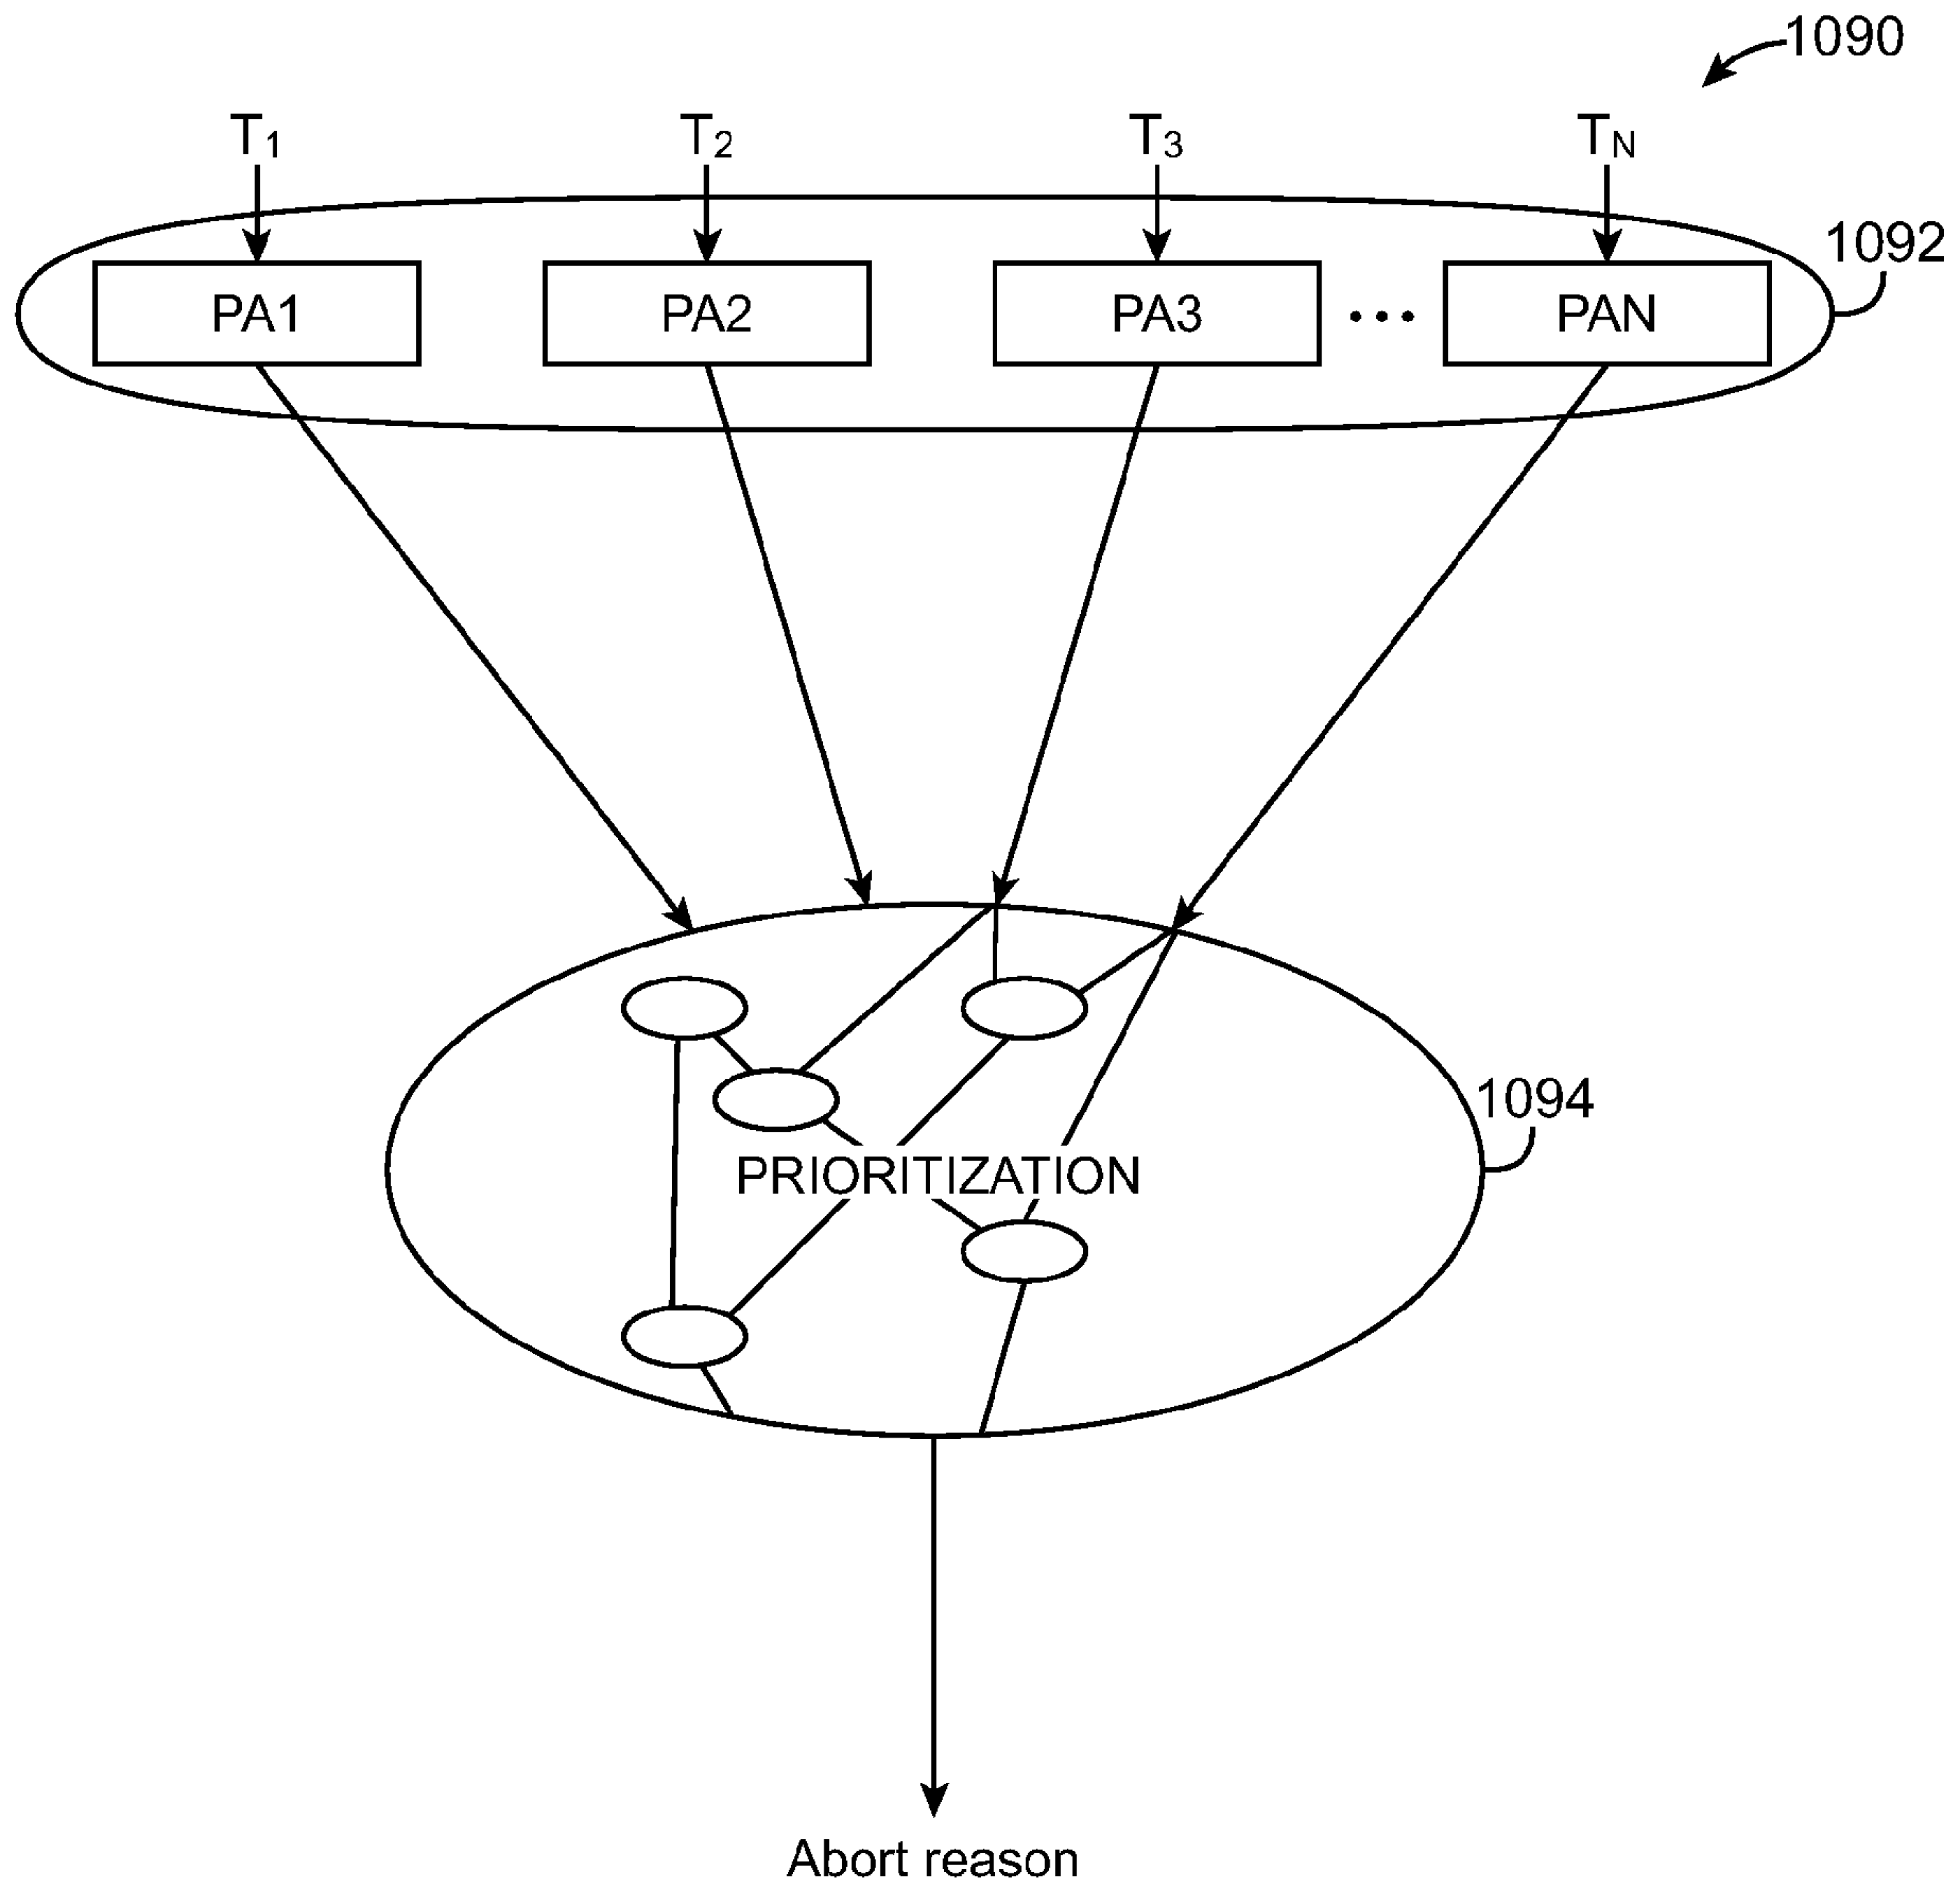 1090
T1 T2 T3 TN
1092
PA1 PA2 PA3 ... PAN
1094
PRIORITIZATION
Abort reason